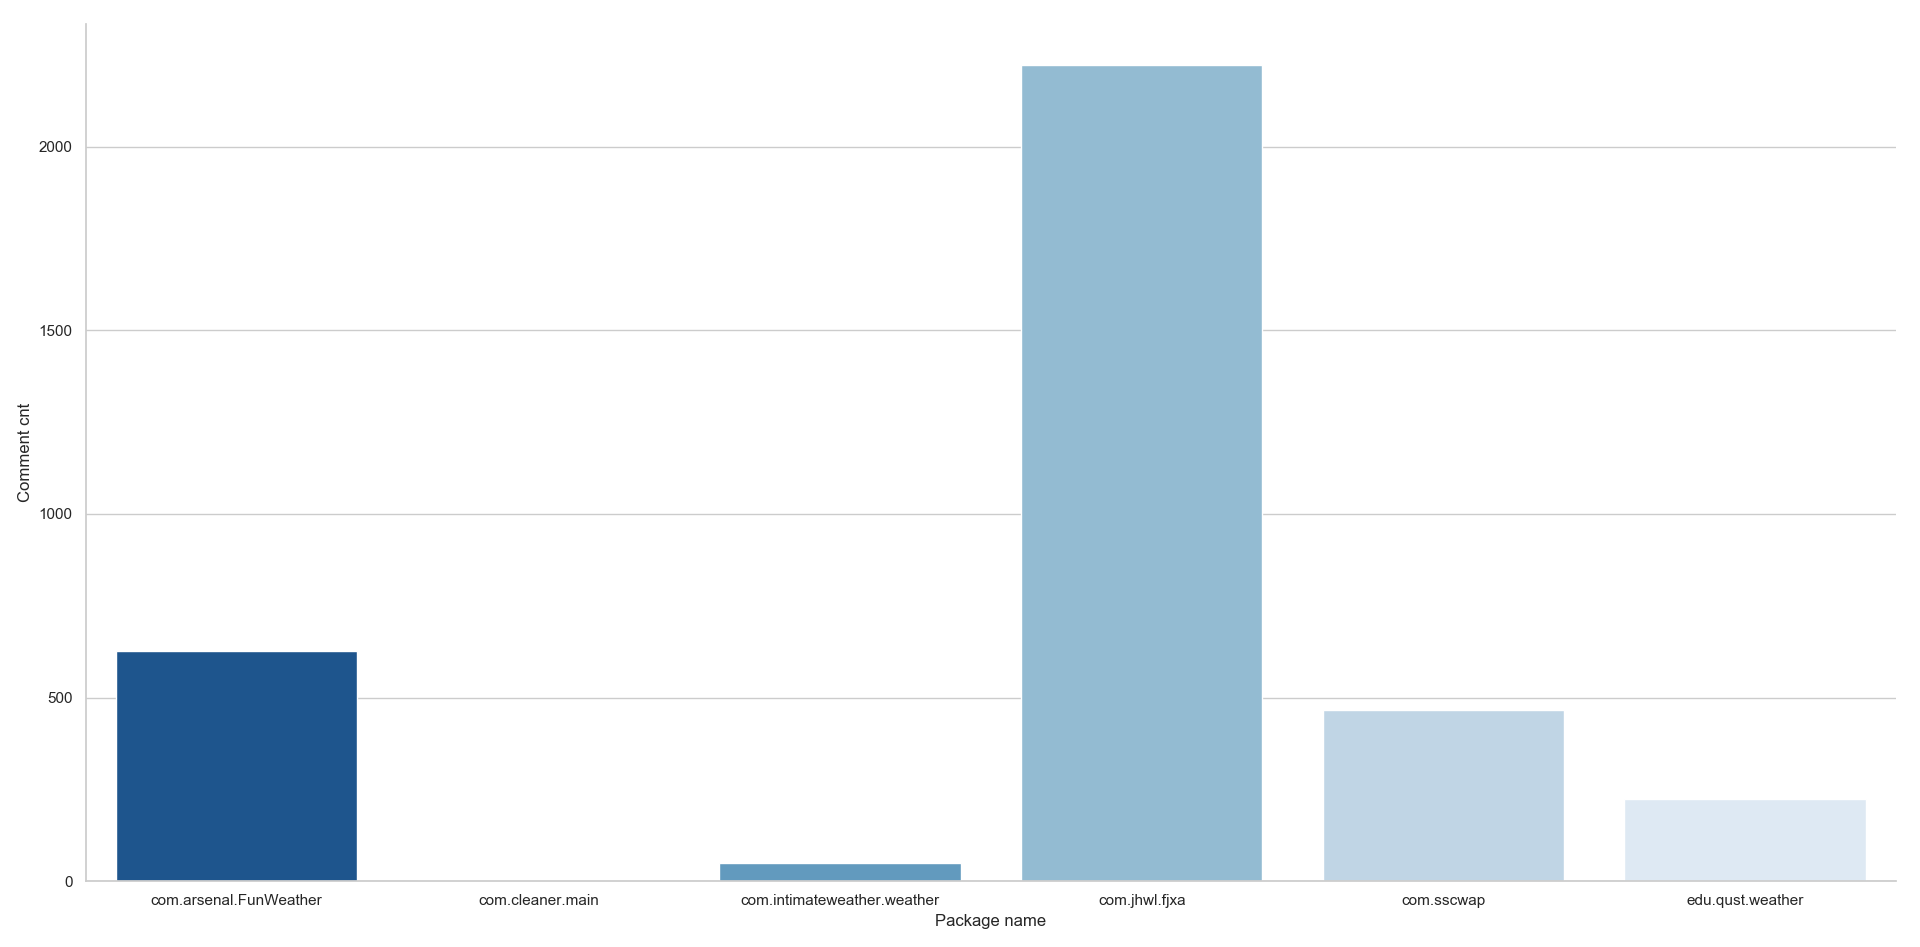 Comment cnt
2000
1500
1000
500
0
com.arsenal.FunWeather
com.cleaner.main
com.intimateweather.weather
com.jhwl.fjxa
com.sscwap
edu.qust.weather
Package name